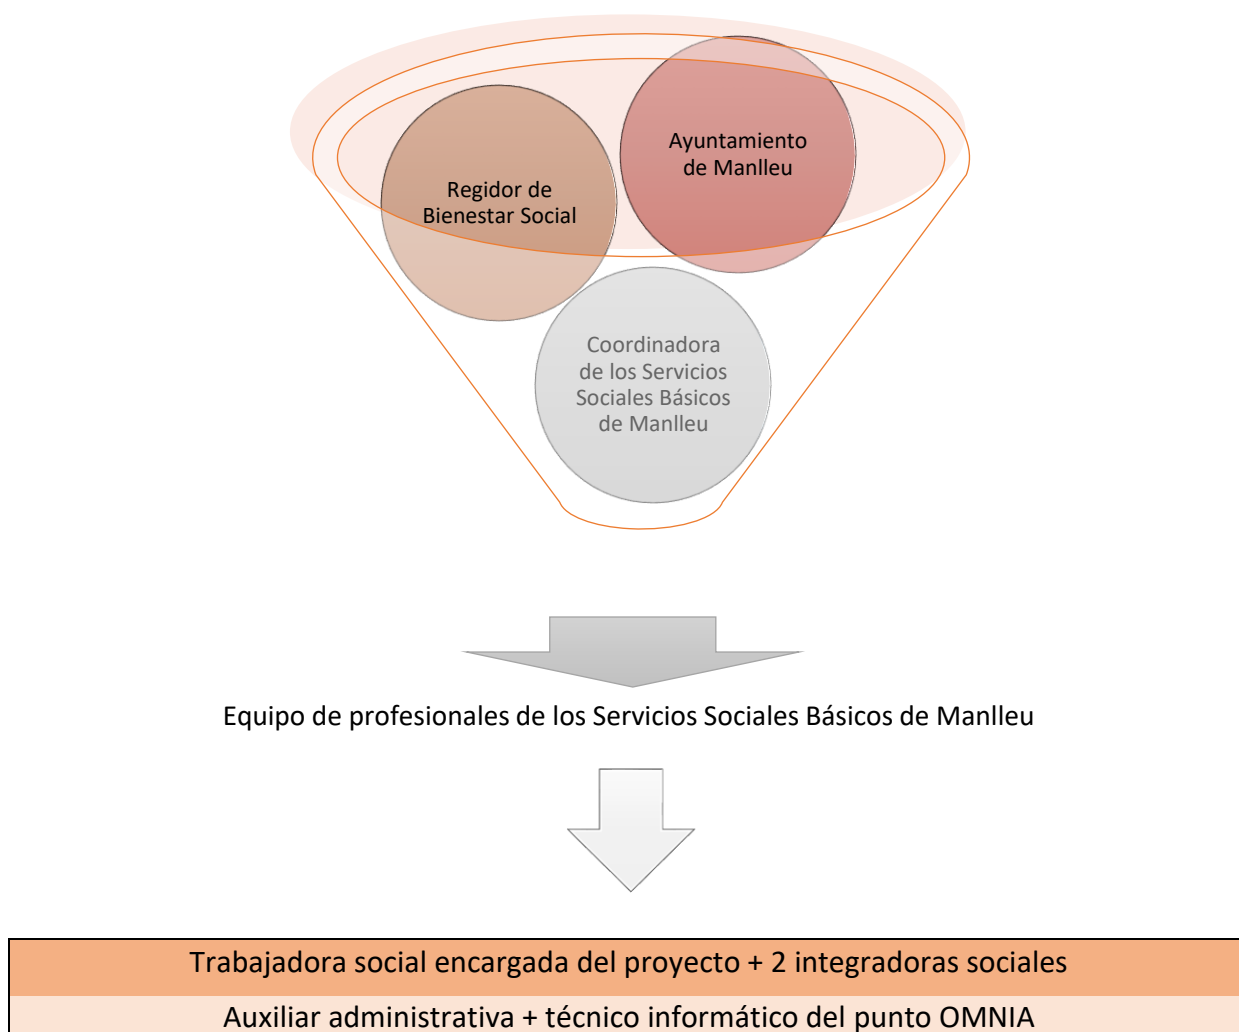 Ayuntamiento
de Manlleu
Regidor de
Bienestar Social
Coordinadora
de los Servicios
Sociales Básicos
de Manlleu
Equipo de profesionales de los Servicios Sociales Básicos de Manlleu
Trabajadora social encargada del proyecto + 2 integradoras sociales
Auxiliar administrativa + técnico informático del punto OMNIA